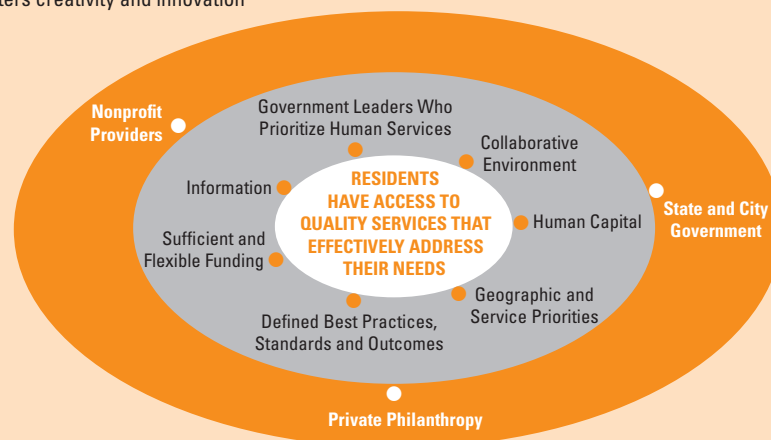 creativity and innovation
Nonprofit
Providers
Government Leaders Who
Prioritize Human Services
Collaborative
Environment
Information
RESIDENTS
HAVE ACCESS TO
QUALITY SERVICES THAT
EFFECTIVELY ADDRESS
THEIR NEEDS
Human Capital
State and City
Government
Sufficient and
Flexible Funding
Geographic and
Service Priorities
Defined Best Practices,
Standards and Outcomes
Private Philanthropy